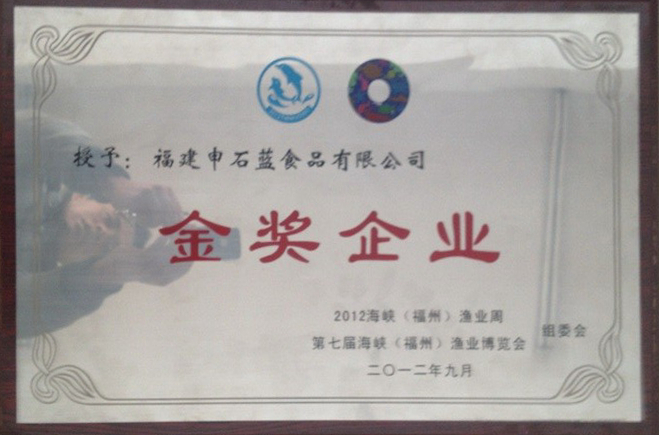 授予：福建申石蓝食品有限公司
金奖企业
2012海峡（福州）渔业周
第七届海峡（福州）渔业博览会
组委会
二〇一二年九月